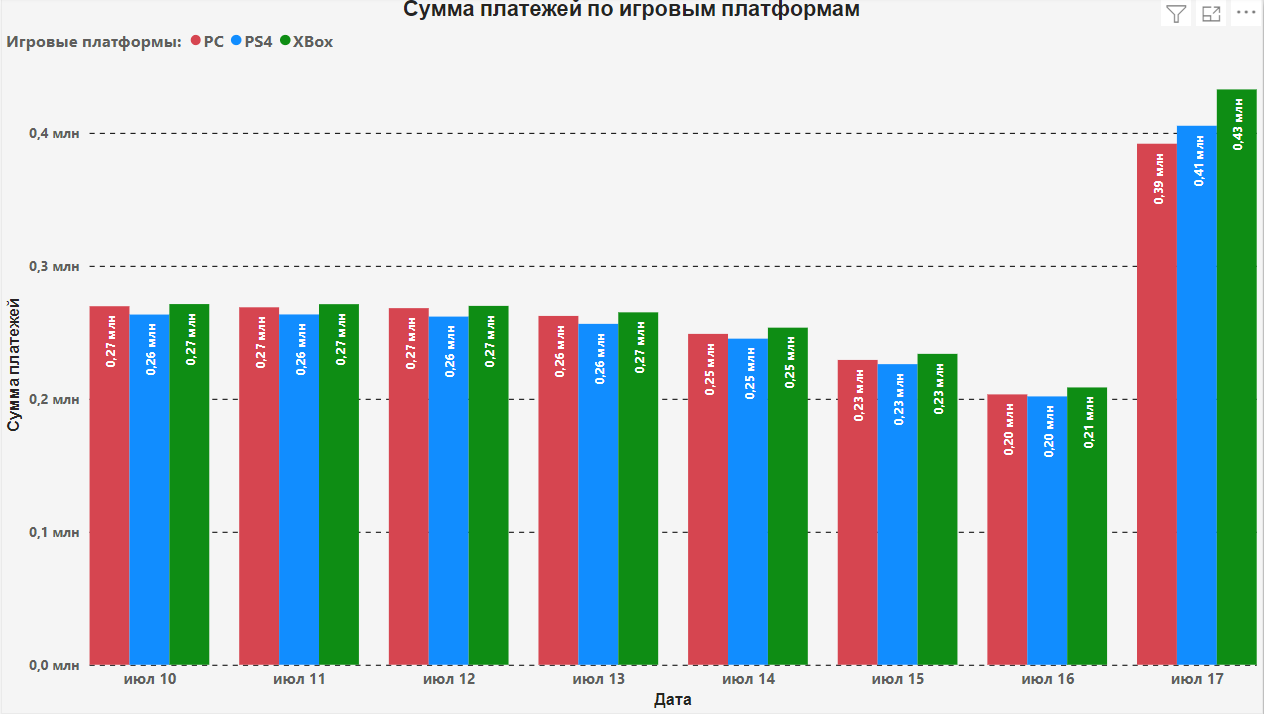 Сумма платежей по игровым платформам
Игровые платформы: PC PS4 XBox
Сумма платежей
0,4 млн
0,3 млн
0,2 млн
0,1 млн
0,0 млн
0,27 млн 0,26 млн 0,27 млн
0,27 млн 0,26 млн 0,27 млн
0,27 млн 0,26 млн 0,27 млн
0,26 млн 0,26 млн 0,27 млн
0,25 млн 0,25 млн 0,25 млн
0,23 млн 0,23 млн 0,23 млн
0,20 млн 0,20 млн 0,21 млн
0,39 млн 0,41 млн 0,43 млн
июл 10 июл 11 июл 12 июл 13 июл 14 июл 15 июл 16 июл 17
Дата